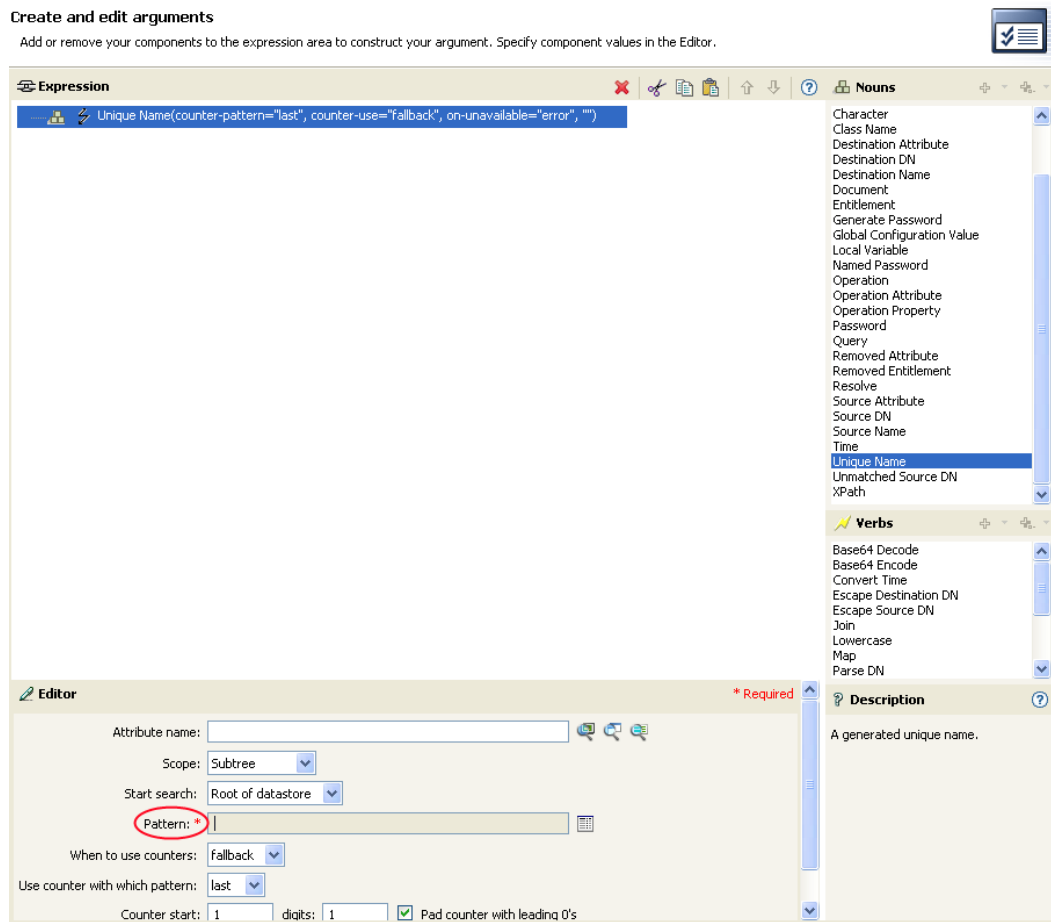 Create and edit arguments
Add or remove your components to the expression area to construct your argument. Specify component values in the Editor.
Expression
Unique Name(counter-pattern="last", counter-use="fallback", on-unavailable="error", "")
Nouns
Character
Class Name
Destination Attribute
Destination DN
Destination Name
Document
Entitlement
Generate Password
Global Configuration Value
Local Variable
Named Password
Operation
Operation Attribute
Operation Property
Password
Query
Removed Attribute
Removed Entitlement
Resolve
Source Attribute
Source DN
Source Name
Time
Unique Name
Unmatched Source DN
XPath
Verbs
Base64 Decode
Base64 Encode
Convert Time
Escape Destination DN
Escape Source DN
Join
Lowercase
Map
Parse DN
Editor
* Required
Attribute name:
Scope: Subtree
Start search: Root of datastore
Pattern: *
When to use counters: fallback
Use counter with which pattern: last
Counter start: 1 digits: 1 Pad counter with leading 0's
Description
A generated unique name.